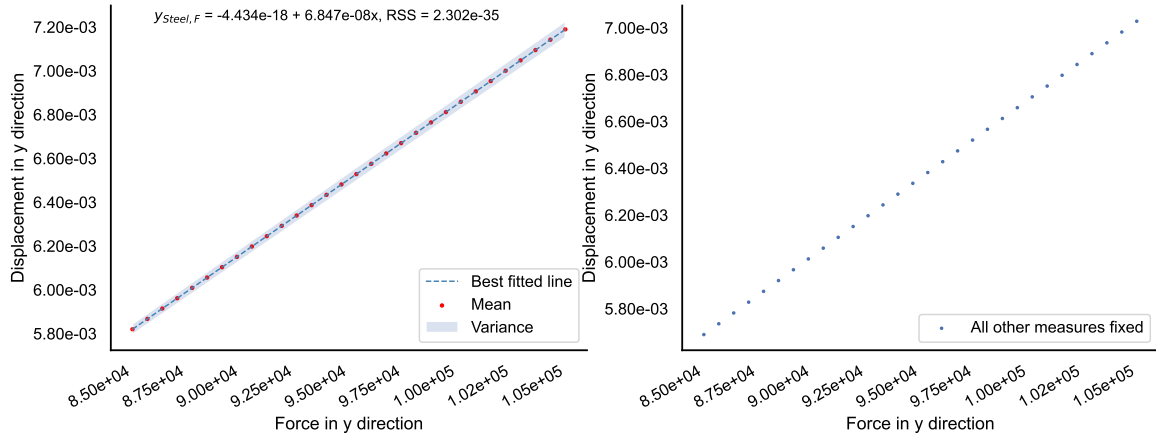 y_{Steel, F} = -4.434e-18 + 6.847e-08x, RSS = 2.302e-35
Displacement in y direction
7.20e-03
7.00e-03
6.80e-03
6.60e-03
6.40e-03
6.20e-03
6.00e-03
5.80e-03
Best fitted line
Mean
Variance
8.50e+04
8.75e+04
9.00e+04
9.25e+04
9.50e+04
9.75e+04
1.00e+05
1.02e+05
1.05e+05
Force in y direction
Displacement in y direction
7.00e-03
6.80e-03
6.60e-03
6.40e-03
6.20e-03
6.00e-03
5.80e-03
All other measures fixed
8.50e+04
8.75e+04
9.00e+04
9.25e+04
9.50e+04
9.75e+04
1.00e+05
1.02e+05
1.05e+05
Force in y direction